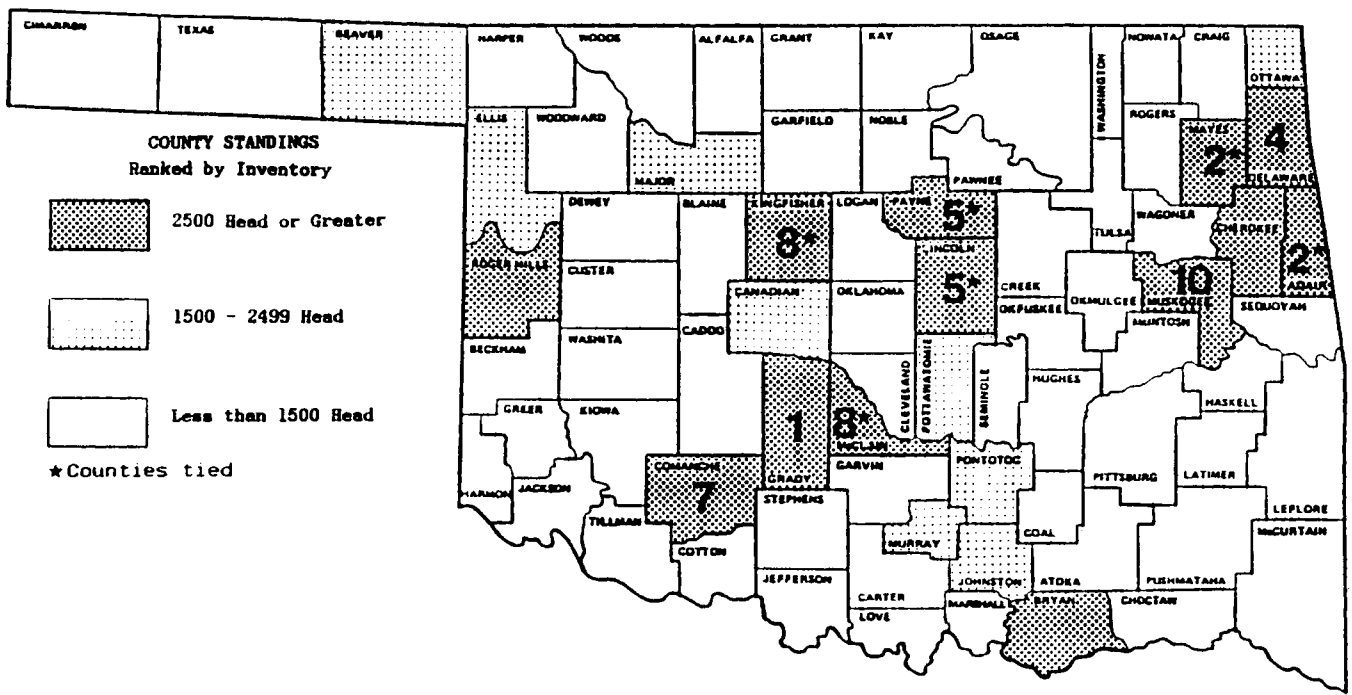 CIMARRON
TEXAS
BEAVER
HARPER
WOODS
ALFALFA
GRANT
KAY
OSAGE
WASHINGTON
NOWATA
CRAIG
OTTAWA
ELLIS
WOODWARD
MAJOR
GARFIELD
NOBLE
PAWNEE
ROGERS
MAYES
2*
4
DELAWARE
COUNTY STANDINGS
Ranked by Inventory
2500 Head or Greater
1500 - 2499 Head
Less than 1500 Head
★Counties tied
ROGER MILLS
DEWEY
BLAINE
KINGFISHER
8*
LOGAN
PAYNE
5*
LINCOLN
5*
CREEK
TULSA
WAGONER
CHEROKEE
2*
ADAIR
CUSTER
CANADIAN
OKLAHOMA
OKFUSKEE
OKMULGEE
MUSKOGEE
10
SEQUOYAH
MCINTOSH
BECKHAM
WASHITA
CADDO
CLEVELAND
POTTAWATOMIE
SEMINOLE
HUGHES
HASKELL
GREER
KIOWA
1
GRADY
8*
MCCLAIN
HARMON
JACKSON
TILLMAN
COMANCHE
7
COTTON
STEPHENS
GARVIN
PONTOTOC
PITTSBURG
LATIMER
LEFLORE
MURRAY
COAL
McCURTAIN
JEFFERSON
CARTER
LOVE
JOHNSTON
MARSHALL
ATOKA
BRYAN
PUSHMATAHA
CHOCTAW